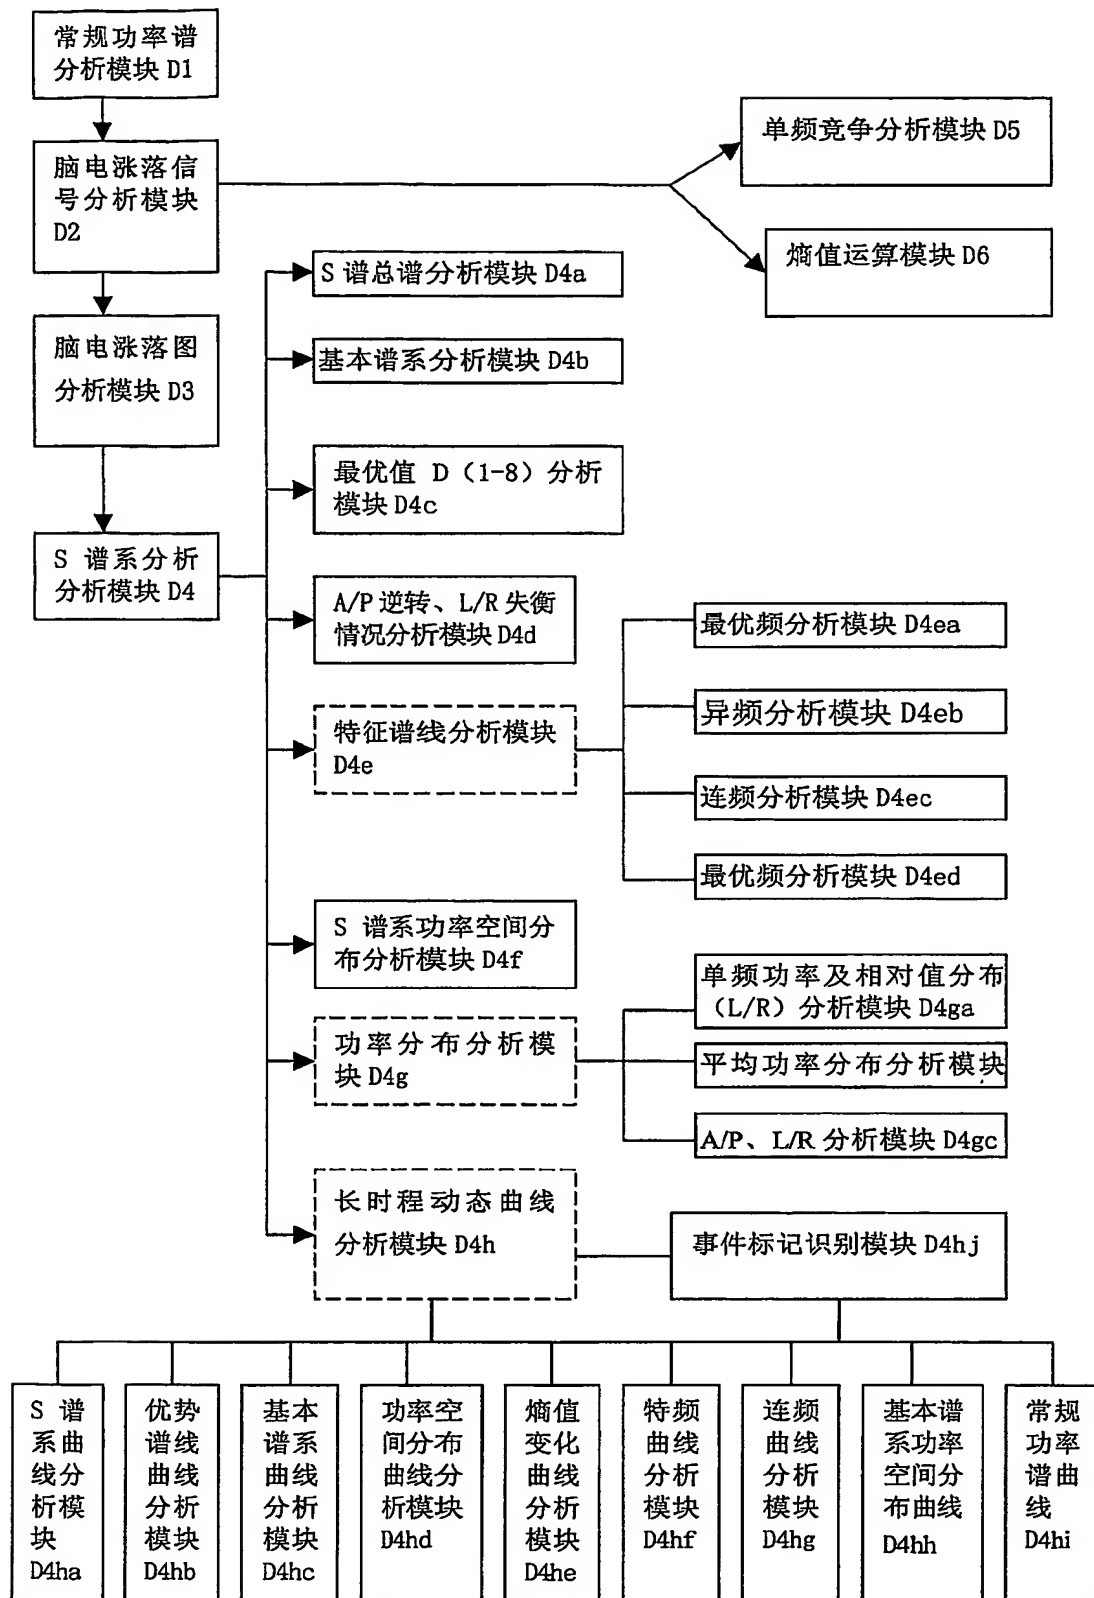 常规功率谱
分析模块 D1
脑电涨落信
号分析模块
D2
单频竞争分析模块 D5
熵值运算模块 D6
脑电涨落图
分析模块 D3
S 谱系分析
分析模块 D4
S 谱总谱分析模块 D4a
基本谱系分析模块 D4b
最优值 D（1-8）分析
模块 D4c
A/P 逆转、L/R 失衡
情况分析模块 D4d
特征谱线分析模块
D4e
最优频分析模块 D4ea
异频分析模块 D4eb
连频分析模块 D4ec
最优频分析模块 D4ed
S 谱系功率空间分
布分析模块 D4f
功率分布分析模
块 D4g
单频功率及相对值分布
（L/R）分析模块 D4ga
平均功率分布分析模块
A/P、L/R 分析模块 D4gc
长时程动态曲线
分析模块 D4h
事件标记识别模块 D4hj
S 谱
系曲
线分
析模
块
D4ha
优势
谱线
曲线
分析
模块
D4hb
基本
谱系
曲线
分析
模块
D4hc
功率空
间分布
曲线分
析模块
D4hd
熵值
变化
曲线
分析
模块
D4he
特频
曲线
分析
模块
D4hf
连频
曲线
分析
模块
D4hg
基本谱
系功率
空间分
布曲线
D4hh
常规
功率
谱曲
线
D4hi